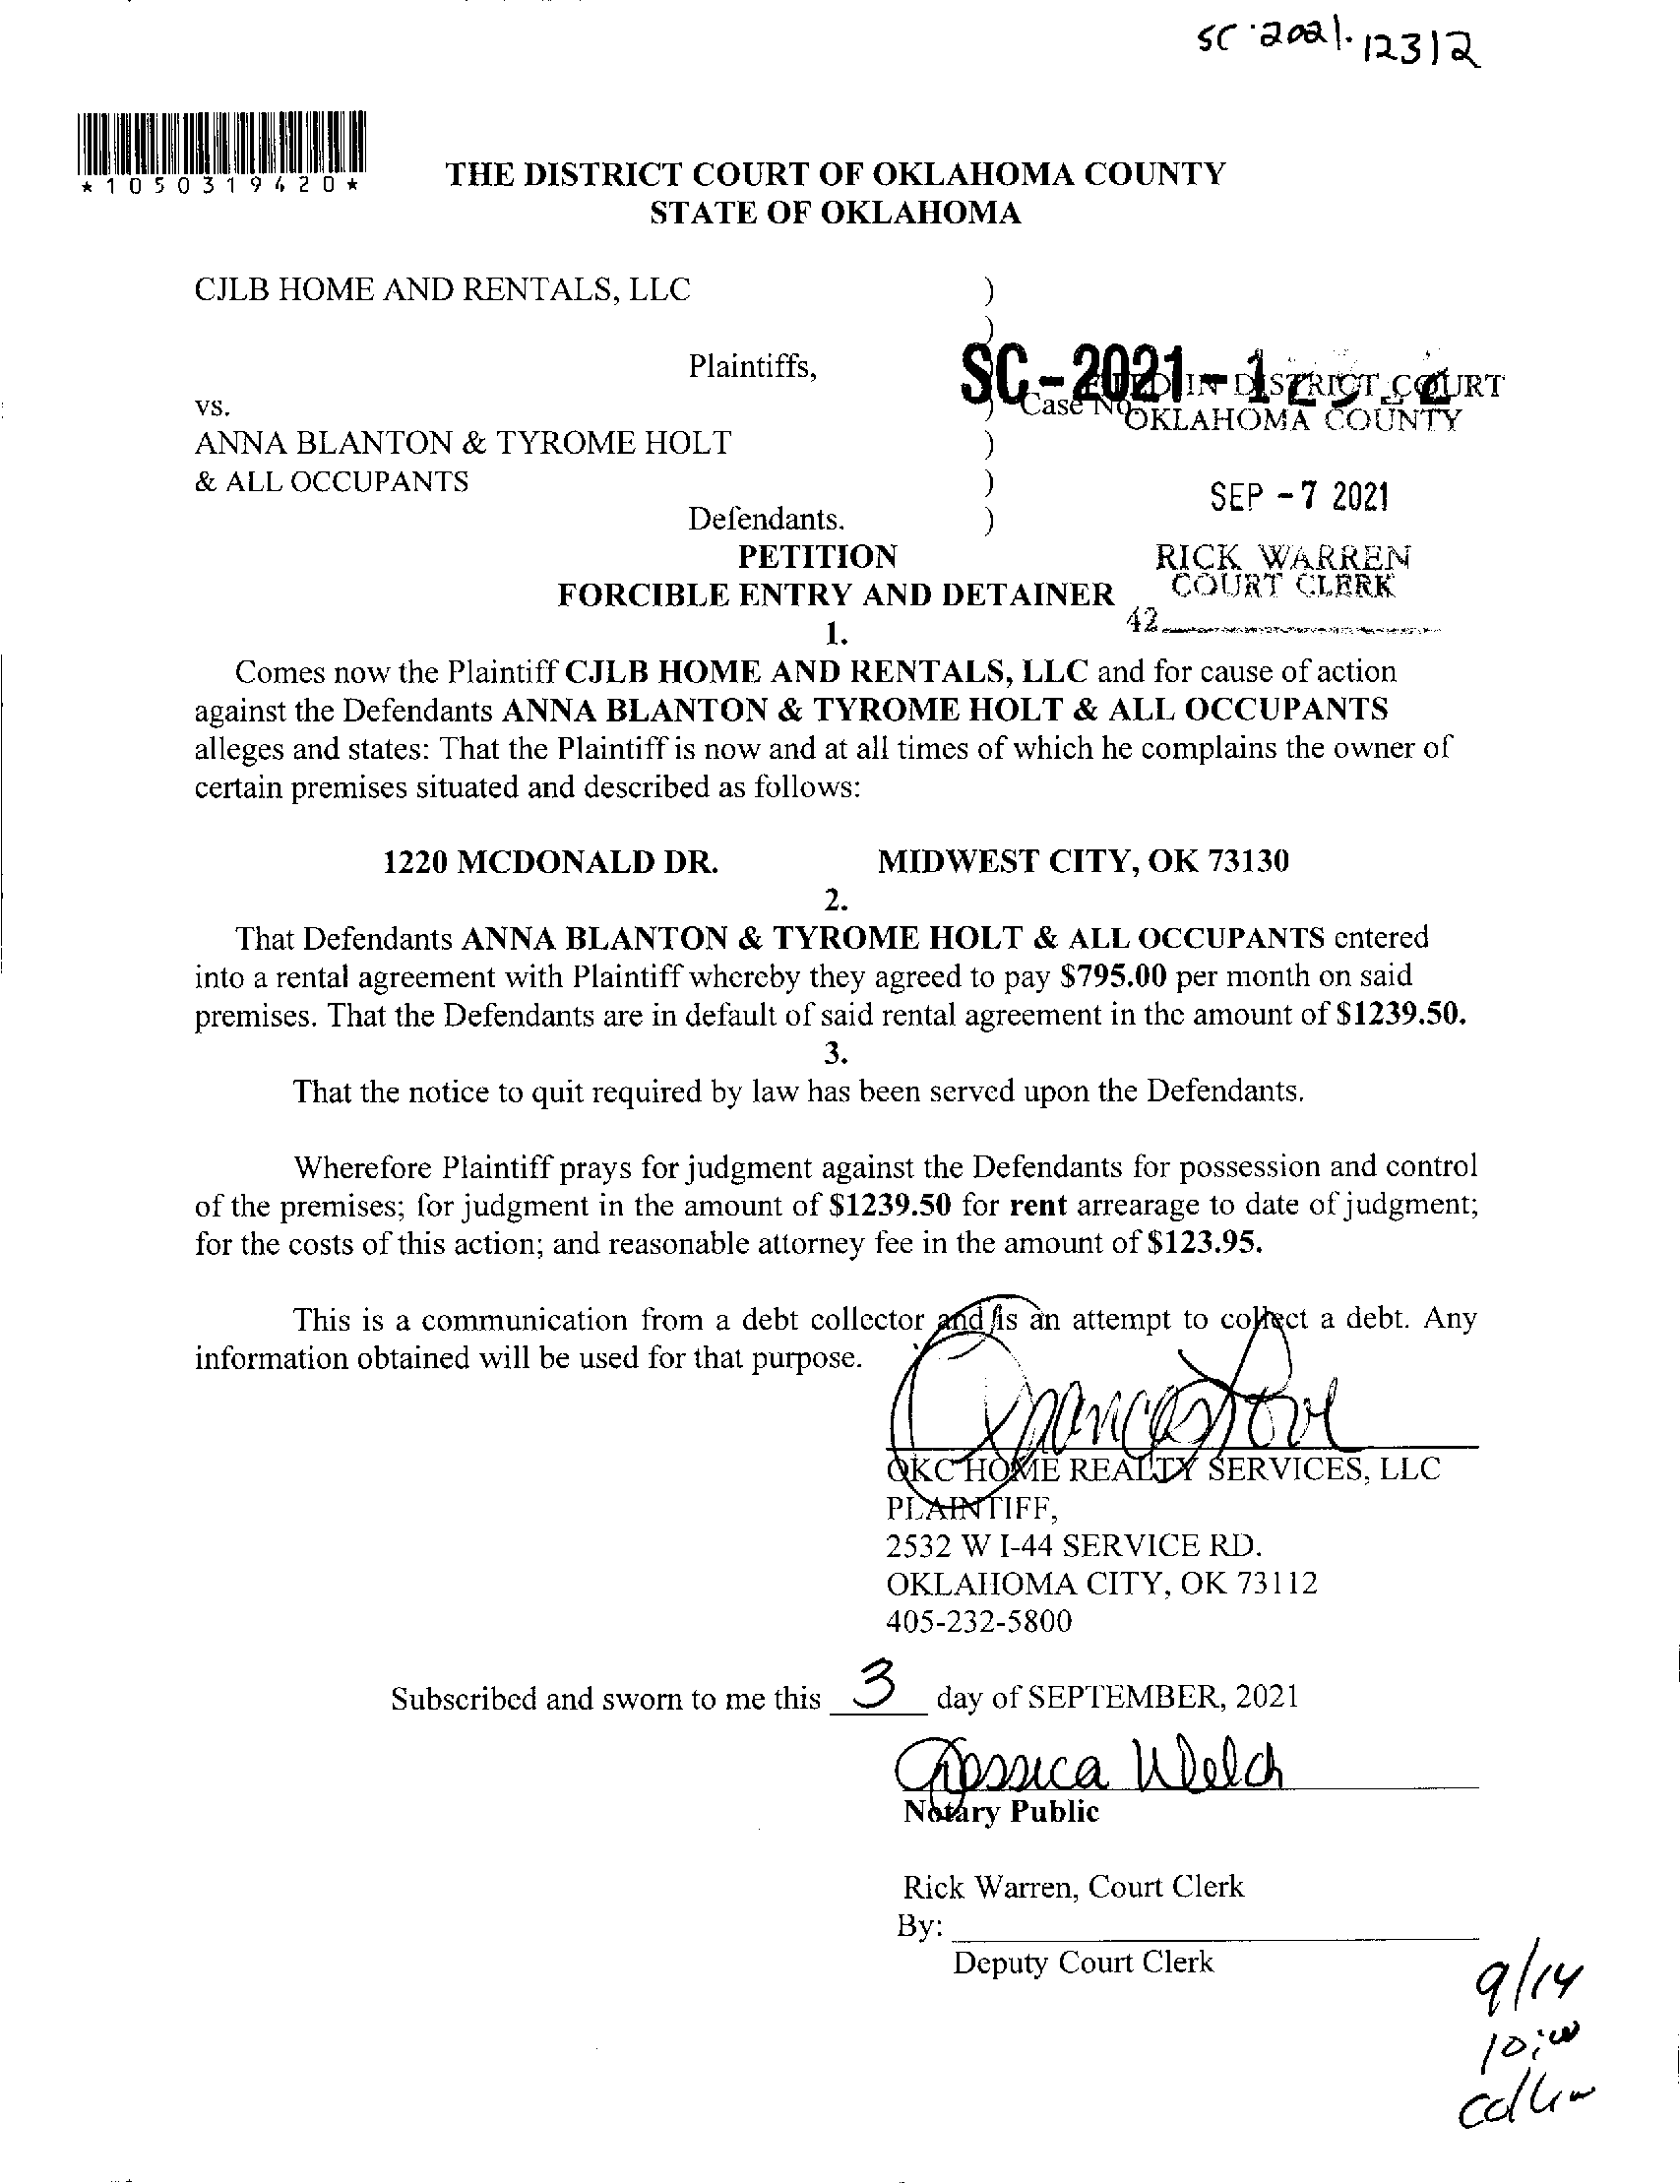 SC-2021-12312
*1050319420*
THE DISTRICT COURT OF OKLAHOMA COUNTY
STATE OF OKLAHOMA
CJLB HOME AND RENTALS, LLC )
)
Plaintiffs,
SC-2021-1
FILED IN DISTRICT COURT
vs. ) Case No.
OKLAHOMA COUNTY
ANNA BLANTON & TYROME HOLT )
& ALL OCCUPANTS )
SEP -7 2021
Defendants. )
PETITION
RICK WARREN
COURT CLERK
FORCIBLE ENTRY AND DETAINER
42
1.
Comes now the Plaintiff CJLB HOME AND RENTALS, LLC and for cause of action
against the Defendants ANNA BLANTON & TYROME HOLT & ALL OCCUPANTS
alleges and states: That the Plaintiff is now and at all times of which he complains the owner of
certain premises situated and described as follows:
1220 MCDONALD DR. MIDWEST CITY, OK 73130
2.
That Defendants ANNA BLANTON & TYROME HOLT & ALL OCCUPANTS entered
into a rental agreement with Plaintiff whereby they agreed to pay $795.00 per month on said
premises. That the Defendants are in default of said rental agreement in the amount of $1239.50.
3.
That the notice to quit required by law has been served upon the Defendants.
Wherefore Plaintiff prays for judgment against the Defendants for possession and control
of the premises; for judgment in the amount of $1239.50 for rent arrearage to date of judgment;
for the costs of this action; and reasonable attorney fee in the amount of $123.95.
This is a communication from a debt collector and is an attempt to collect a debt. Any
information obtained will be used for that purpose.
OKC HOME REALTY SERVICES, LLC
PLAINTIFF,
2532 W I-44 SERVICE RD.
OKLAHOMA CITY, OK 73112
405-232-5800
Subscribed and sworn to me this 3 day of SEPTEMBER, 2021
Jessica Welch
Notary Public
Rick Warren, Court Clerk
By:
Deputy Court Clerk
9/14
10:00